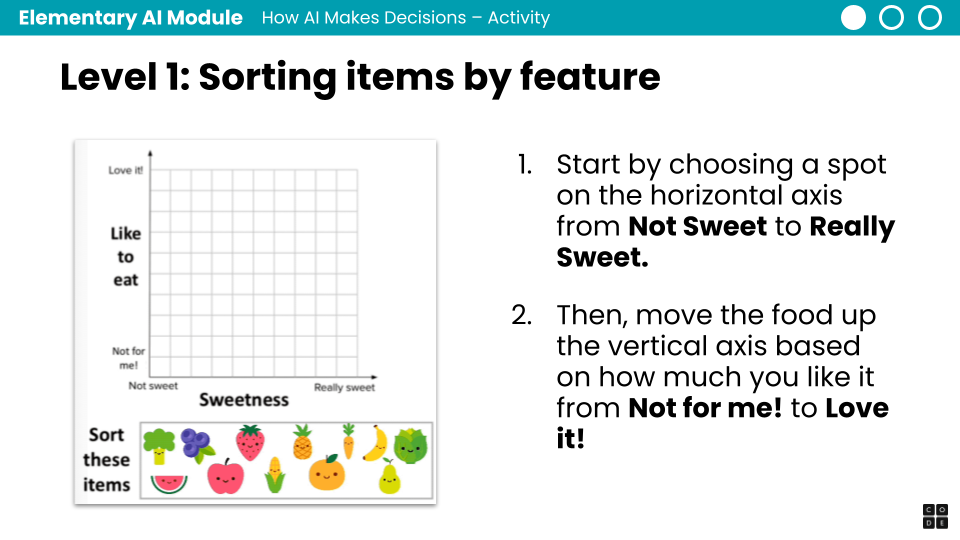 Elementary AI Module How AI Makes Decisions – Activity
Level 1: Sorting items by feature
Love it!
Like
to
eat
Not for
me!
Not sweet Really sweet
Sweetness
Sort
these
items
1. Start by choosing a spot
on the horizontal axis
from Not Sweet to Really
Sweet.
2. Then, move the food up
the vertical axis based
on how much you like it
from Not for me! to Love
it!
C O
D E